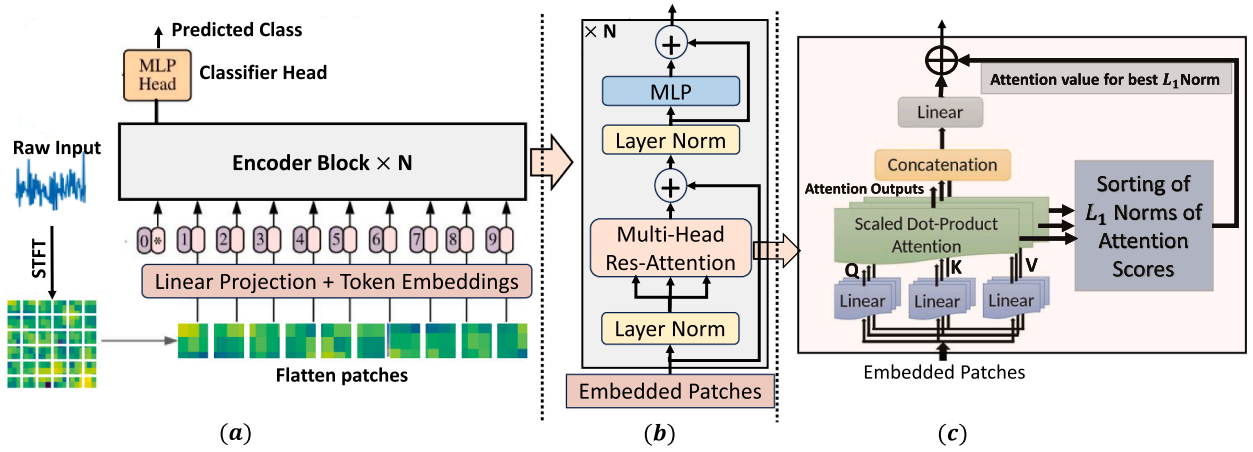 Predicted Class
MLP
Head
Classifier Head
Raw Input
Encoder Block × N
STFT
0 * 1 2 3 4 5 6 7 8 9
Linear Projection + Token Embeddings
Flatten patches
(a)
× N
+
MLP
Layer Norm
+
Multi-Head
Res-Attention
Layer Norm
Embedded Patches
(b)
Attention value for best L₁ Norm
Linear
Concatenation
Attention Outputs
Scaled Dot-Product
Attention
Sorting of
L₁ Norms of
Attention
Scores
Q K V
Linear Linear Linear
Embedded Patches
(c)